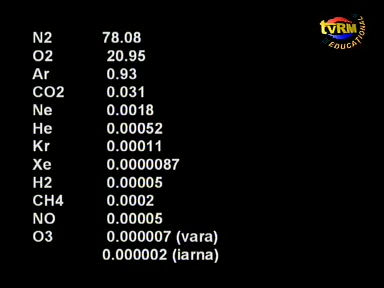 tvRM
EDUCATIONAL
N2 78.08
O2 20.95
Ar 0.93
CO2 0.031
Ne 0.0018
He 0.00052
Kr 0.00011
Xe 0.0000087
H2 0.00005
CH4 0.0002
NO 0.00005
O3 0.000007 (vara)
0.000002 (iarna)